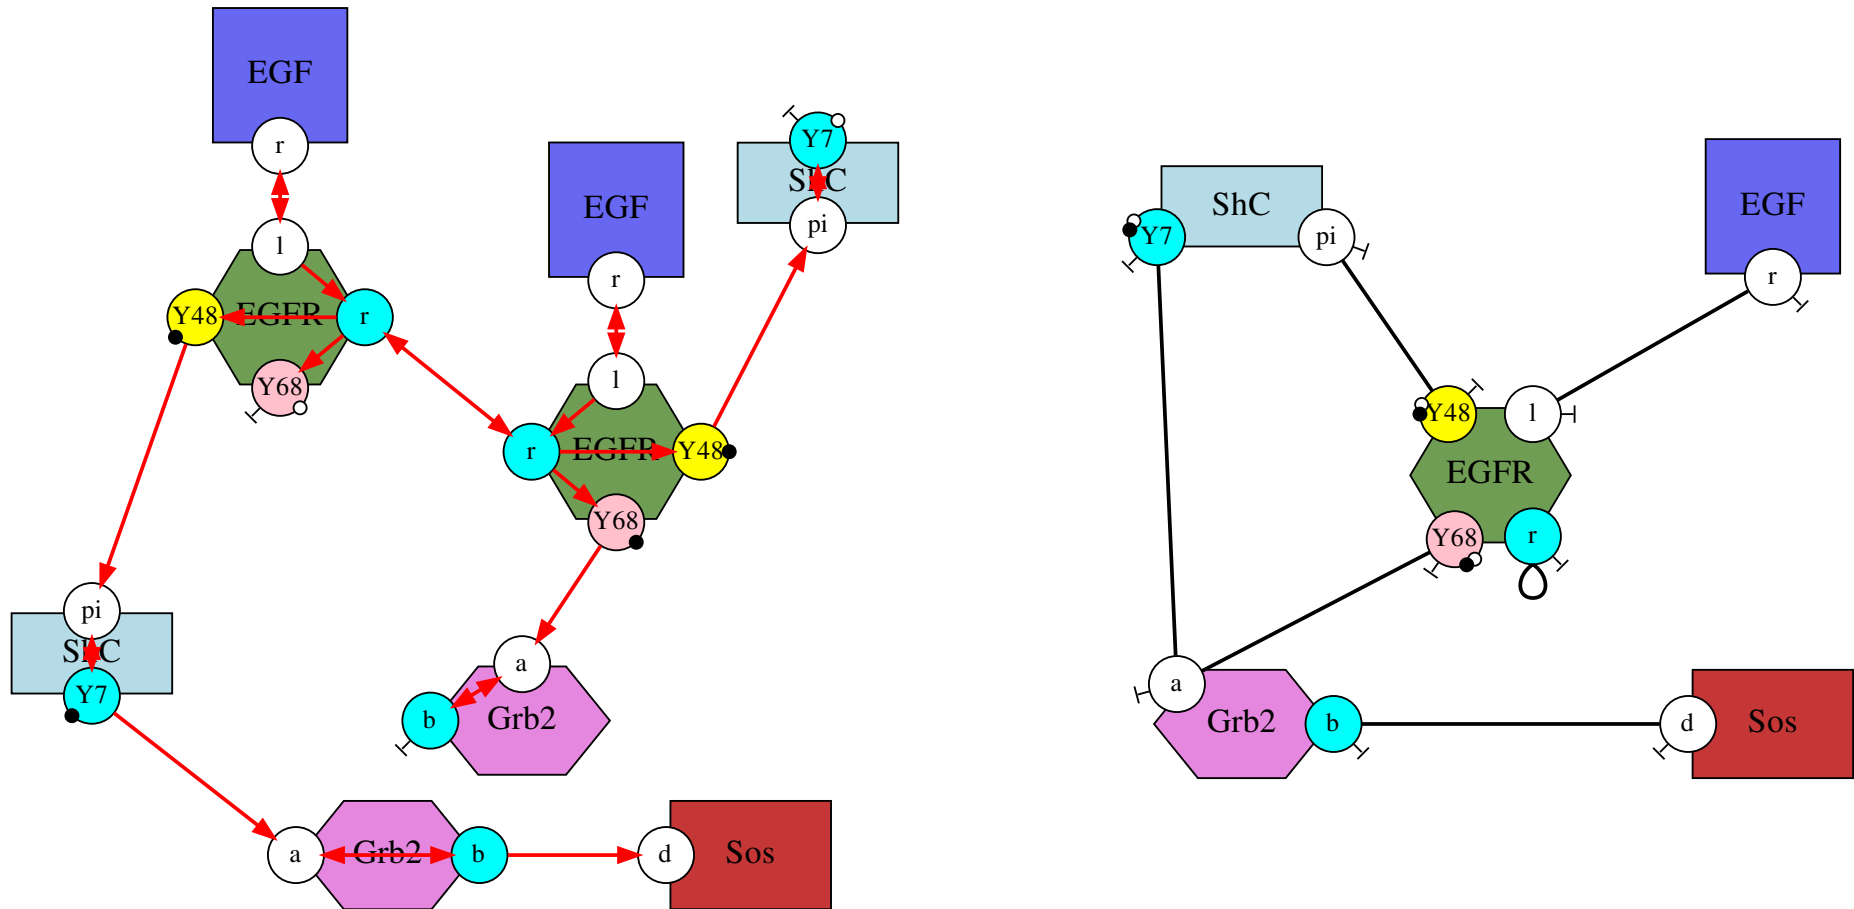 EGF
r
l
Y48
EGFR
r
Y68
EGF
r
l
r
EGFR
Y48
Y68
Y7
ShC
pi
pi
ShC
Y7
a
b
Grb2
a
Grb2
b
d
Sos
ShC
Y7
pi
EGF
r
Y48
l
EGFR
Y68
r
a
Grb2
b
d
Sos